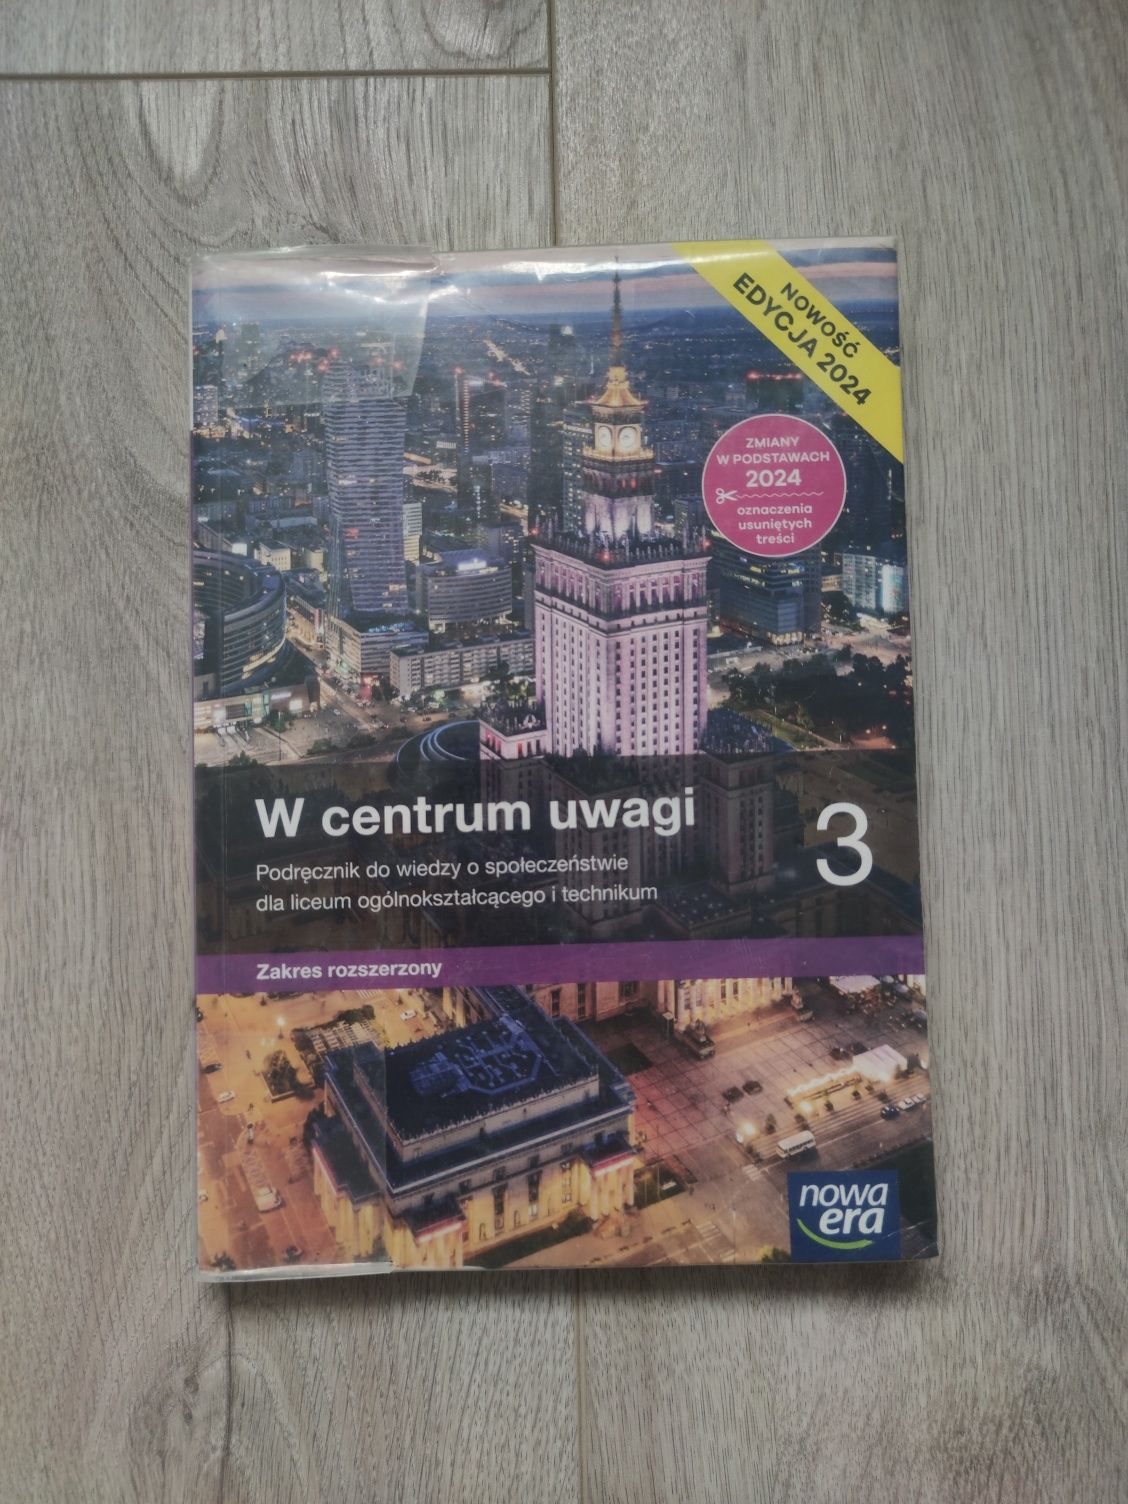 NOWOŚĆ
EDYCJA 2024
ZMIANY
W PODSTAWACH
2024
oznaczenia
usuniętych
treści
W centrum uwagi 3
Podręcznik do wiedzy o społeczeństwie
dla liceum ogólnokształcącego i technikum
Zakres rozszerzony
nowa
era